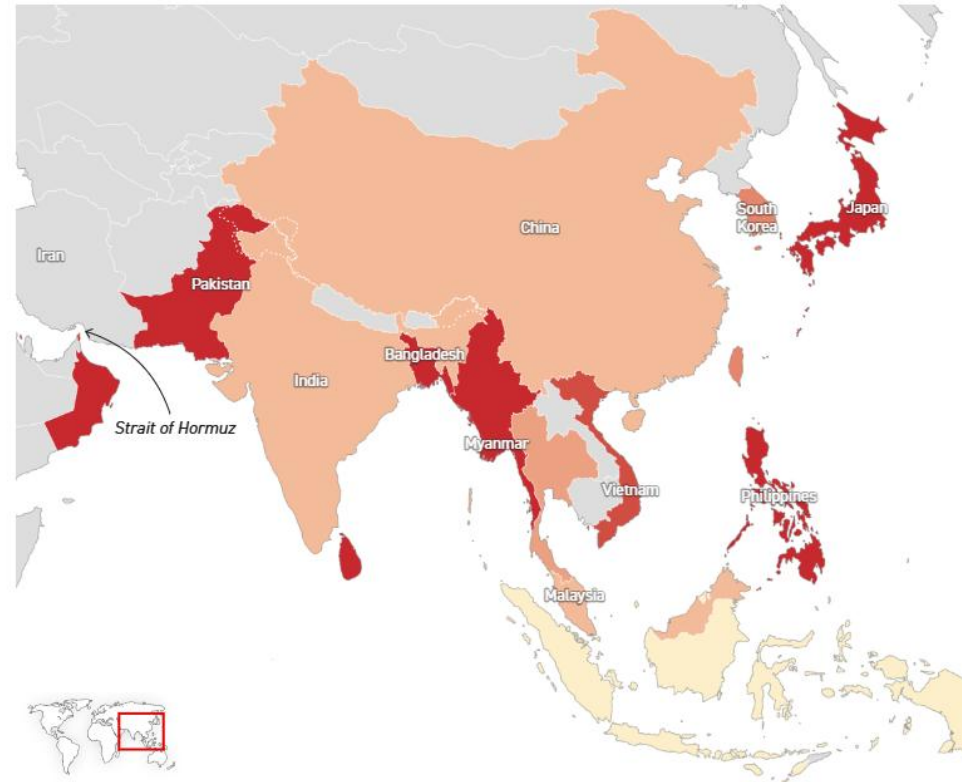 China
South
Korea
Japan
Iran
Pakistan
Bangladesh
India
Strait of Hormuz
Myanmar
Vietnam
Philippines
Malaysia